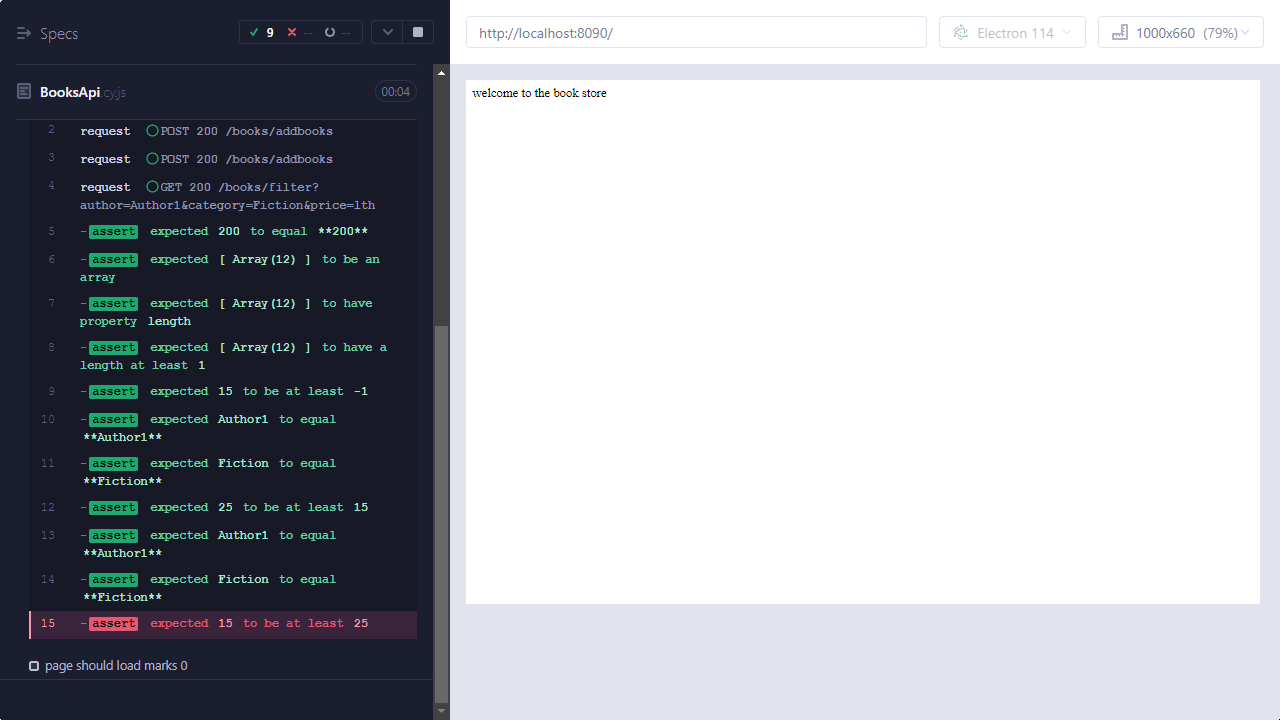 Specs
9
--
--
http://localhost:8090/
Electron 114
1000x660 (79%)
BooksApi.cy.js
00:04
welcome to the book store
2 request POST 200 /books/addbooks
3 request POST 200 /books/addbooks
4 request GET 200 /books/filter?
author=Author1&category=Fiction&price=lth
5 -assert expected 200 to equal **200**
6 -assert expected [ Array(12) ] to be an
array
7 -assert expected [ Array(12) ] to have
property length
8 -assert expected [ Array(12) ] to have a
length at least 1
9 -assert expected 15 to be at least -1
10 -assert expected Author1 to equal
**Author1**
11 -assert expected Fiction to equal
**Fiction**
12 -assert expected 25 to be at least 15
13 -assert expected Author1 to equal
**Author1**
14 -assert expected Fiction to equal
**Fiction**
15 -assert expected 15 to be at least 25
page should load marks 0